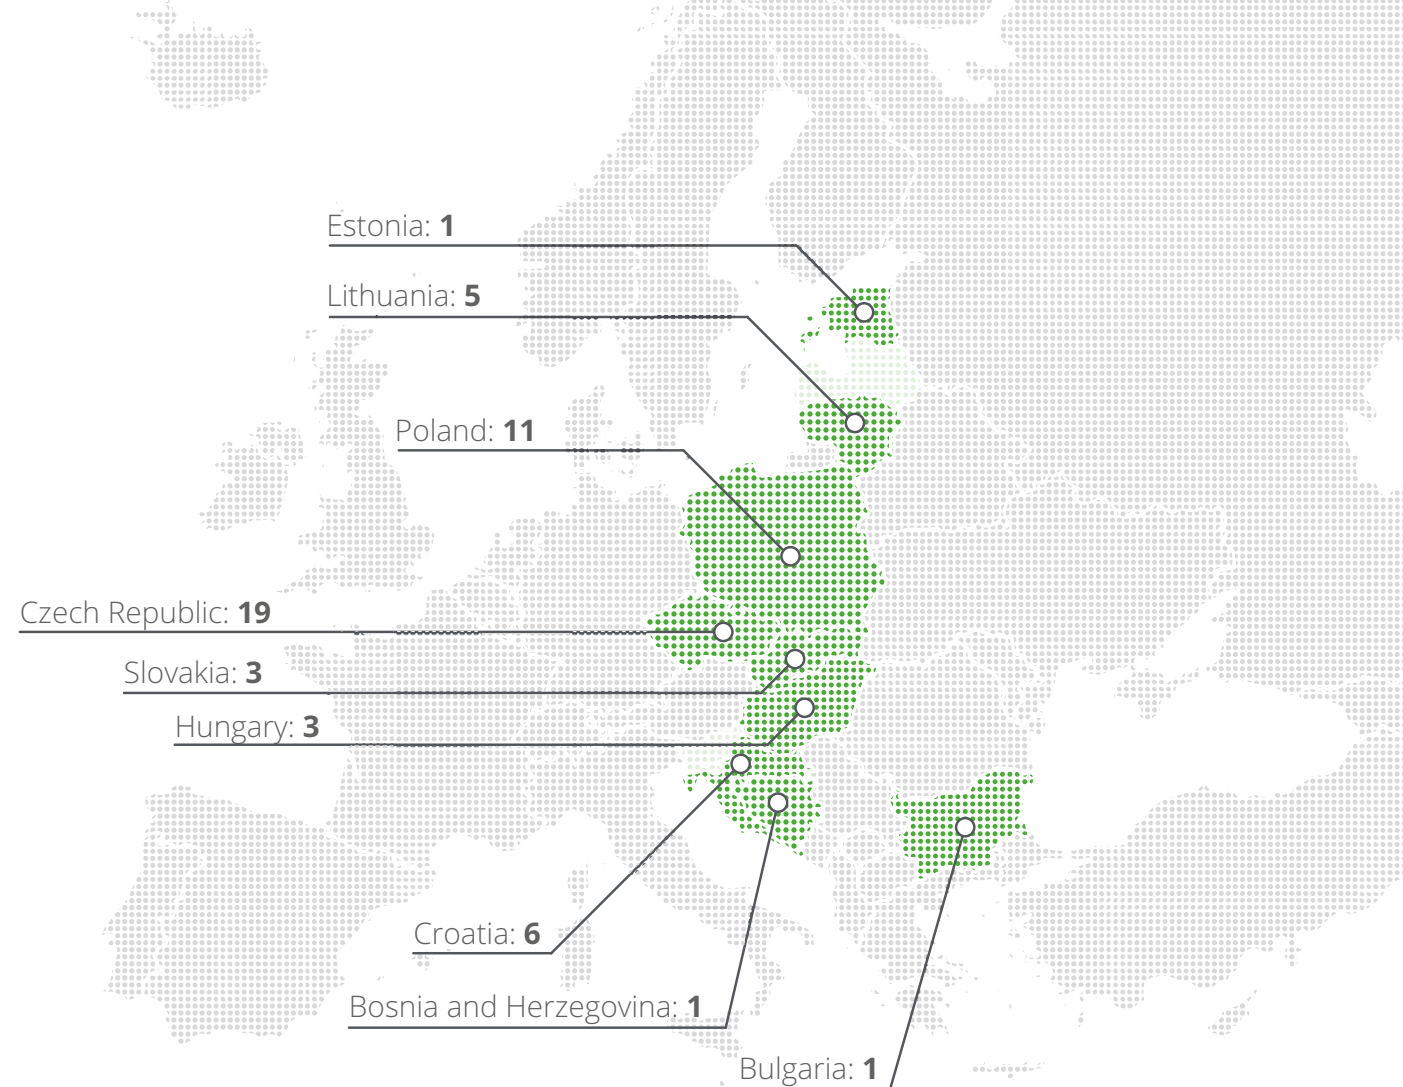 Estonia: 1
Lithuania: 5
Poland: 11
Czech Republic: 19
Slovakia: 3
Hungary: 3
Croatia: 6
Bosnia and Herzegovina: 1
Bulgaria: 1